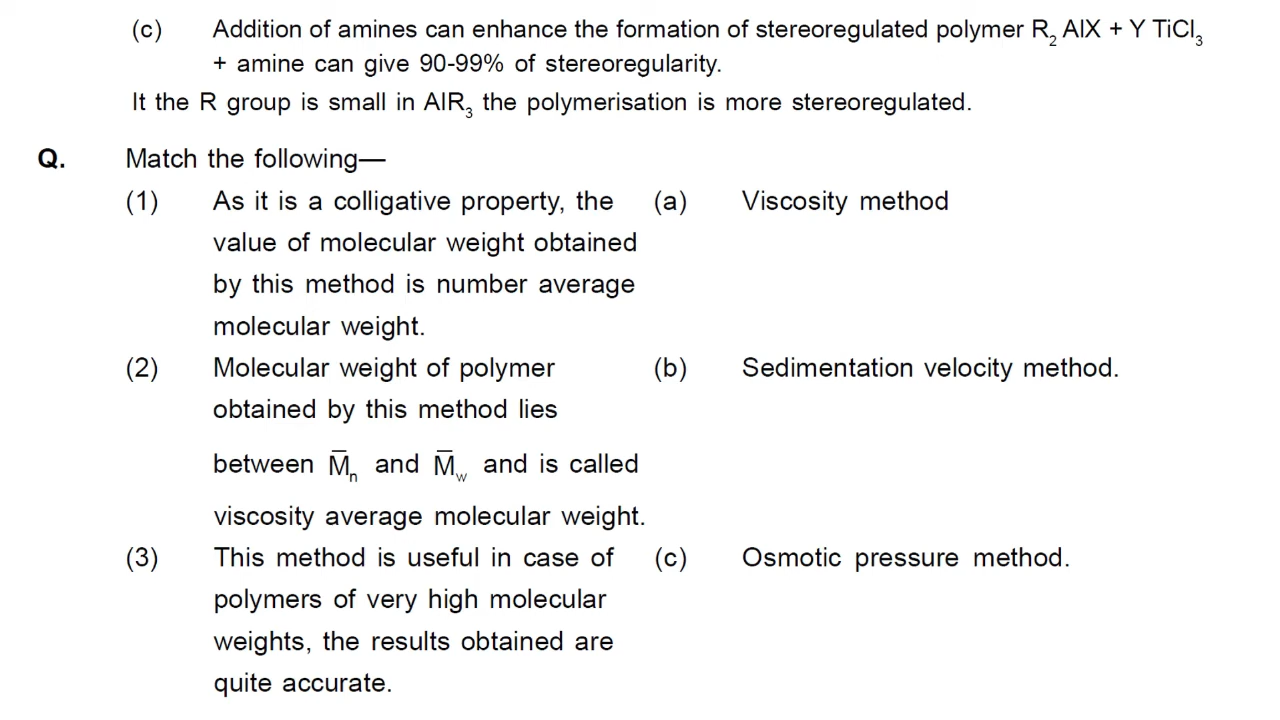 (c) Addition of amines can enhance the formation of stereoregulated polymer R₂ AlX + Y TiCl₃
+ amine can give 90-99% of stereoregularity.
It the R group is small in AlR₃ the polymerisation is more stereoregulated.
Q. Match the following—
(1) As it is a colligative property, the (a) Viscosity method
value of molecular weight obtained
by this method is number average
molecular weight.
(2) Molecular weight of polymer (b) Sedimentation velocity method.
obtained by this method lies
between M̅ₙ and M̅w and is called
viscosity average molecular weight.
(3) This method is useful in case of (c) Osmotic pressure method.
polymers of very high molecular
weights, the results obtained are
quite accurate.